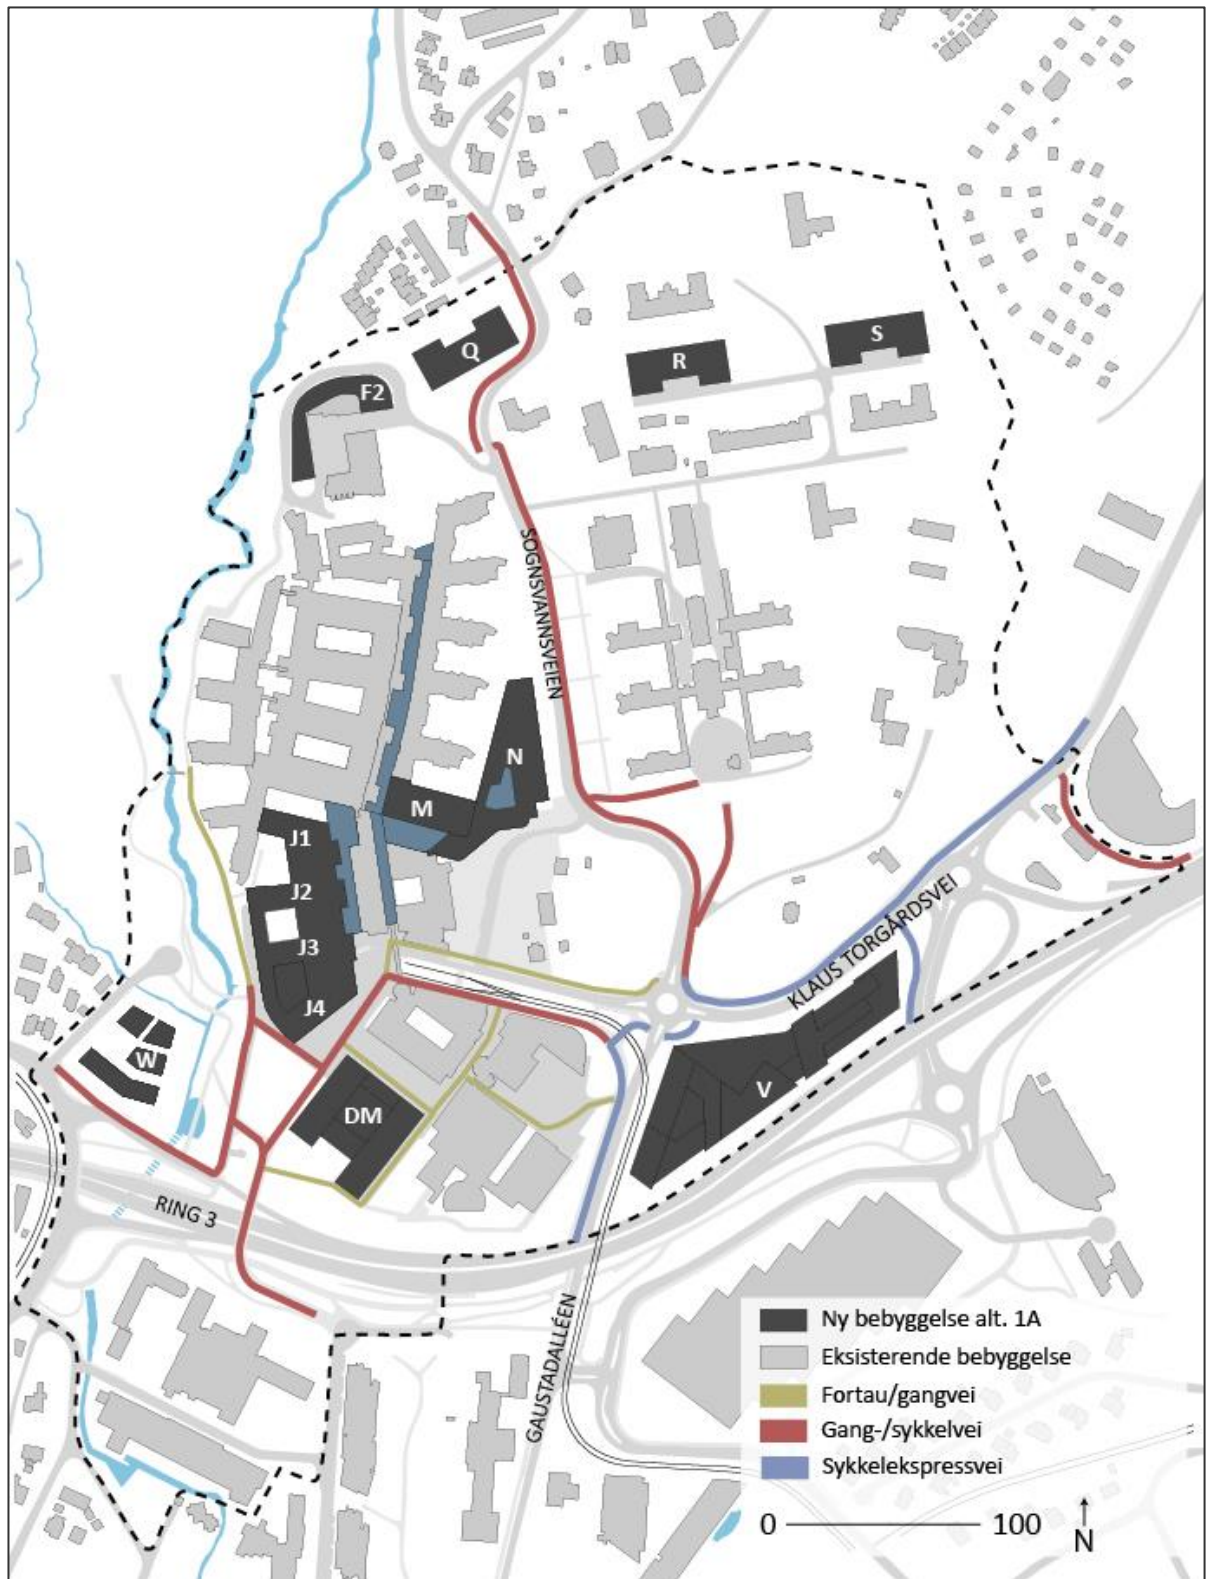 Q
S
R
F2
SOGNSVANNSVEIEN
N
M
J1
J2
J3
J4
KLAUS TORGÅRDSVEI
W
DM
V
RING 3
GAUSTADALLÉEN
Ny bebyggelse alt. 1A
Eksisterende bebyggelse
Fortau/gangvei
Gang-/sykkelvei
Sykkelekspressvei
0 100 N